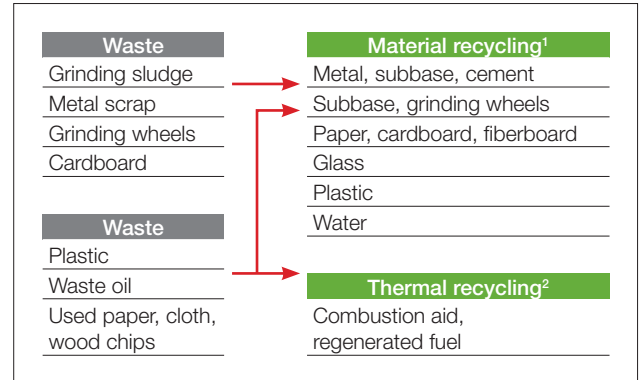 Waste
Grinding sludge
Metal scrap
Grinding wheels
Cardboard
Waste
Plastic
Waste oil
Used paper, cloth,
wood chips
Material recycling¹
Metal, subbase, cement
Subbase, grinding wheels
Paper, cardboard, fiberboard
Glass
Plastic
Water
Thermal recycling²
Combustion aid,
regenerated fuel